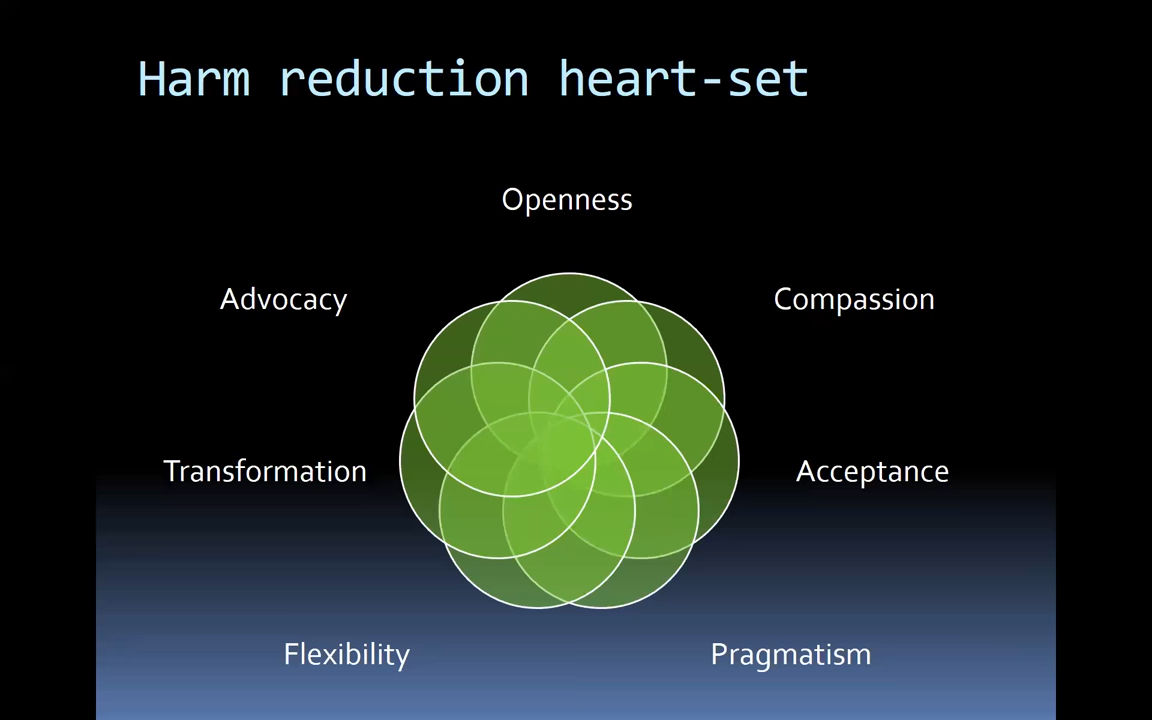 Harm reduction heart-set
Openness
Advocacy
Compassion
Transformation
Acceptance
Flexibility
Pragmatism